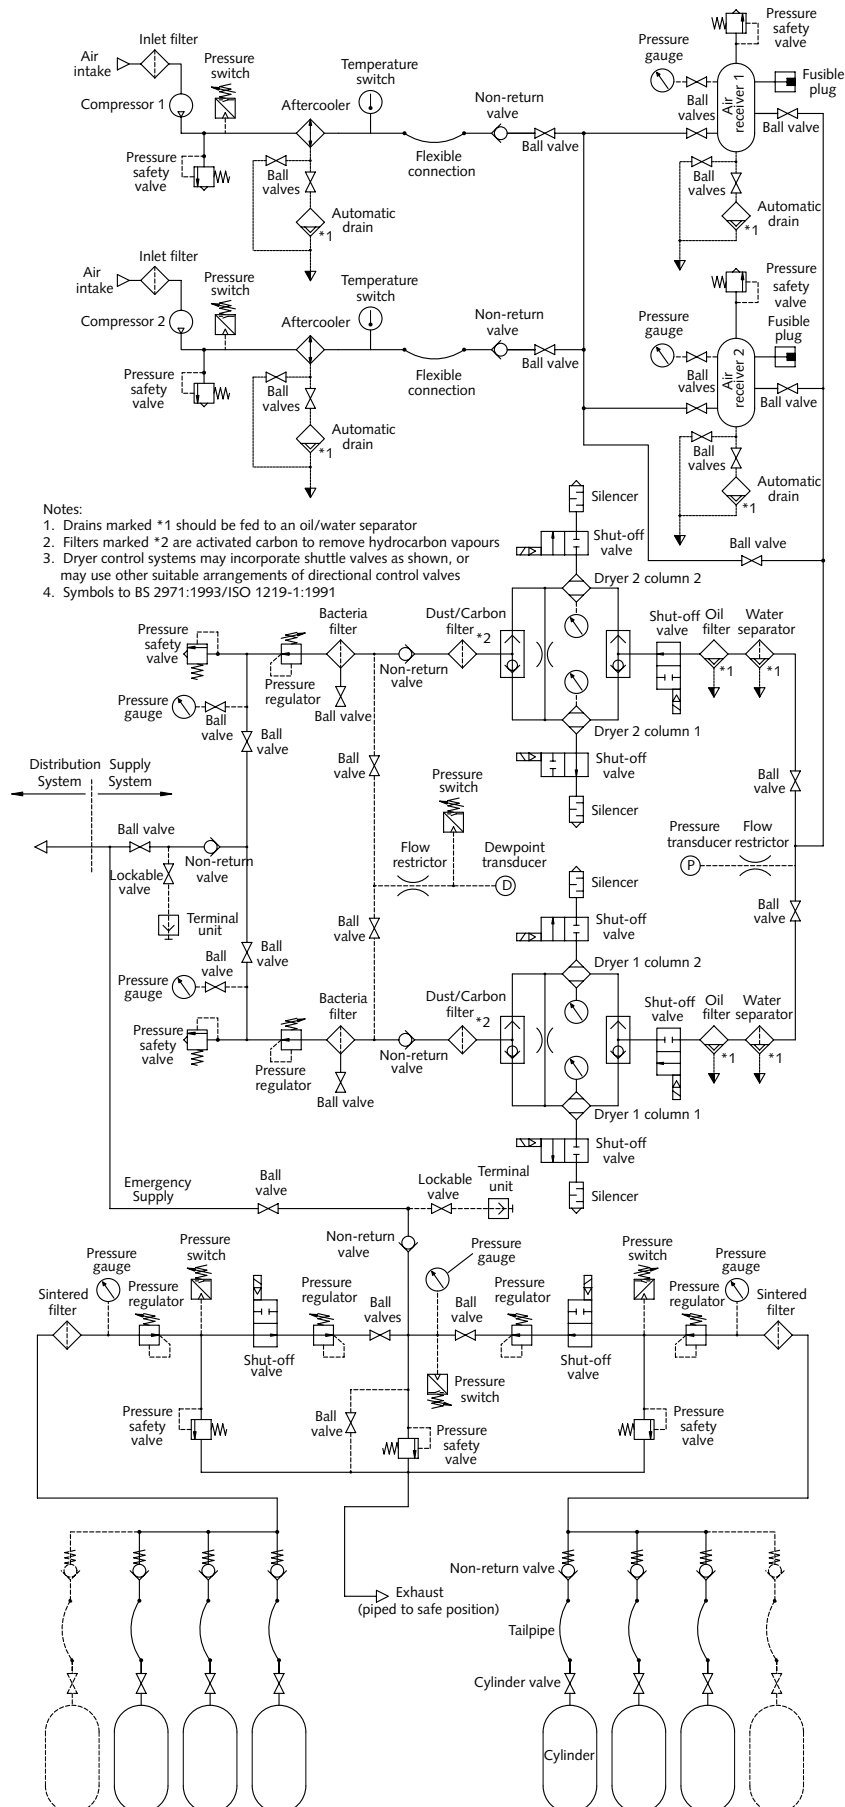 Inlet filter
Air
intake
Pressure
switch
Compressor 1
Aftercooler
Temperature
switch
Non-return
valve
Ball valve
Flexible
connection
Pressure
safety
valve
Ball
valves
Automatic
drain
*1
Pressure
safety
valve
Pressure
gauge
Fusible
plug
Ball
valves
Air
receiver 1
Ball valve
Ball
valves
Automatic
drain
*1
Inlet filter
Air
intake
Pressure
switch
Compressor 2
Aftercooler
Temperature
switch
Non-return
valve
Ball valve
Flexible
connection
Pressure
safety
valve
Ball
valves
Automatic
drain
*1
Pressure
safety
valve
Pressure
gauge
Fusible
plug
Ball
valves
Air
receiver 2
Ball valve
Ball
valves
Automatic
drain
*1
Notes:
1. Drains marked *1 should be fed to an oil/water separator
2. Filters marked *2 are activated carbon to remove hydrocarbon vapours
3. Dryer control systems may incorporate shuttle valves as shown, or
may use other suitable arrangements of directional control valves
4. Symbols to BS 2971:1993/ISO 1219-1:1991
Silencer
Shut-off
valve
Ball valve
Dryer 2 column 2
Pressure
safety
valve
Bacteria
filter
Dust/Carbon
filter
*2
Shut-off
valve
Oil
filter
Water
separator
*1
*1
Pressure
regulator
Non-return
valve
Ball valve
Pressure
gauge
Ball
valve
Ball
valve
Dryer 2 column 1
Shut-off
valve
Silencer
Ball
valve
Ball
valve
Distribution
System
Supply
System
Pressure
switch
Ball valve
Non-return
valve
Lockable
valve
Terminal
unit
Flow
restrictor
Dewpoint
transducer
D
Pressure
transducer
Flow
restrictor
P
Ball
valve
Ball
valve
Ball
valve
Silencer
Shut-off
valve
Ball
valve
Pressure
gauge
Dryer 1 column 2
Pressure
safety
valve
Bacteria
filter
Dust/Carbon
filter
*2
Shut-off
valve
Oil
filter
Water
separator
*1
*1
Pressure
regulator
Non-return
valve
Ball valve
Dryer 1 column 1
Shut-off
valve
Silencer
Emergency
Supply
Ball
valve
Lockable
valve
Terminal
unit
Non-return
valve
Pressure
gauge
Pressure
switch
Pressure
gauge
Pressure
switch
Pressure
gauge
Sintered
filter
Pressure
regulator
Pressure
regulator
Ball
valves
Ball
valve
Pressure
regulator
Pressure
regulator
Sintered
filter
Shut-off
valve
Shut-off
valve
Pressure
switch
Pressure
safety
valve
Ball
valve
Pressure
safety
valve
Pressure
safety
valve
Non-return valve
Exhaust
(piped to safe position)
Tailpipe
Cylinder valve
Cylinder